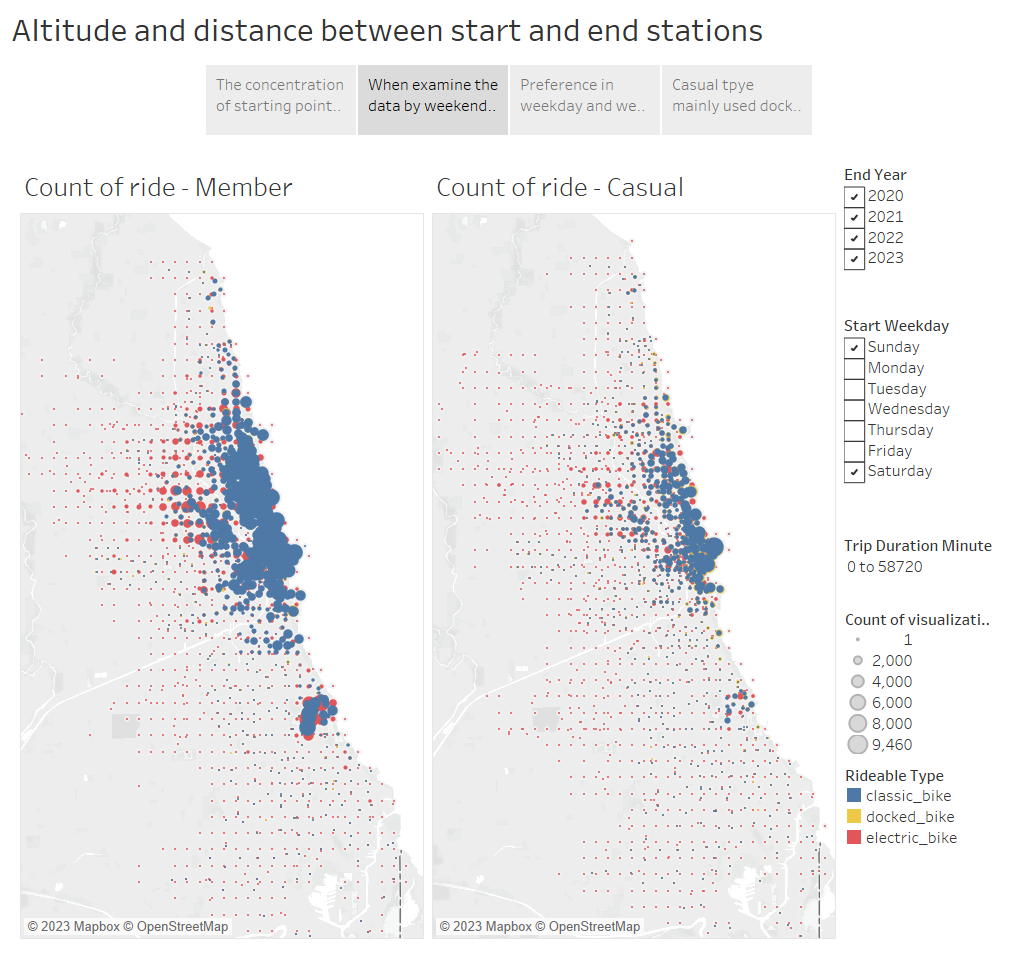 Altitude and distance between start and end stations
The concentration
of starting point..
When examine the
data by weekend..
Preference in
weekday and we..
Casual tpye
mainly used dock..
Count of ride - Member
Count of ride - Casual
© 2023 Mapbox © OpenStreetMap
© 2023 Mapbox © OpenStreetMap
End Year
2020
2021
2022
2023
Start Weekday
Sunday
Monday
Tuesday
Wednesday
Thursday
Friday
Saturday
Trip Duration Minute
0 to 58720
Count of visualizati..
1
2,000
4,000
6,000
8,000
9,460
Rideable Type
classic_bike
docked_bike
electric_bike